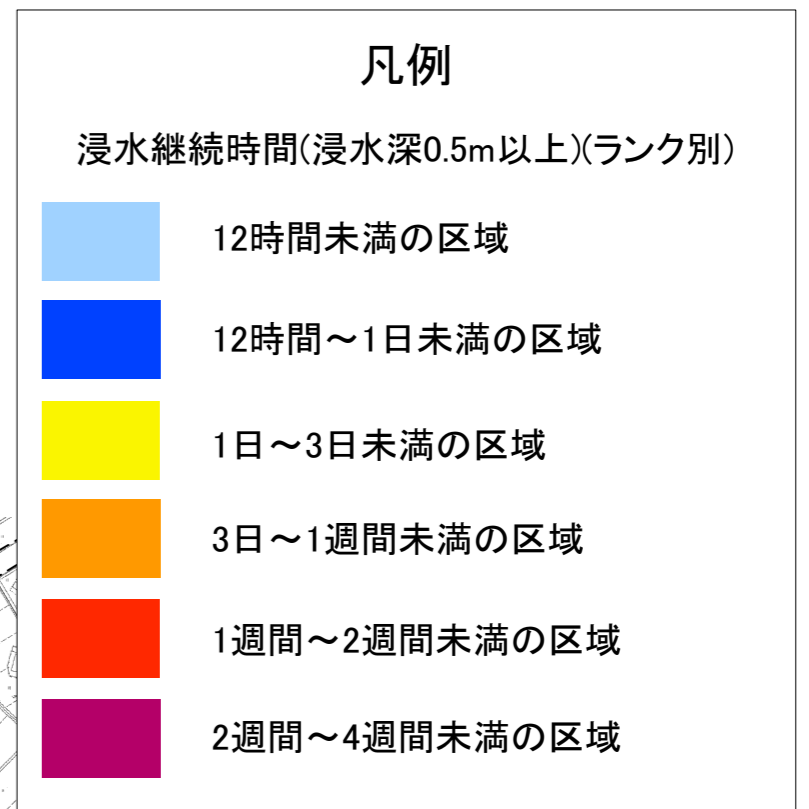 凡例
浸水継続時間(浸水深0.5m以上)(ランク別)
12時間未満の区域
12時間～1日未満の区域
1日～3日未満の区域
3日～1週間未満の区域
1週間～2週間未満の区域
2週間～4週間未満の区域